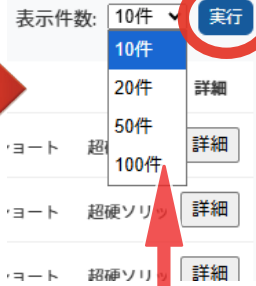 表示件数: 10件 実行
10件
20件 詳細
50件
ョート 超 詳細
100件
ョート 超硬ソリッ 詳細
ョート 超硬ソリッ 詳細